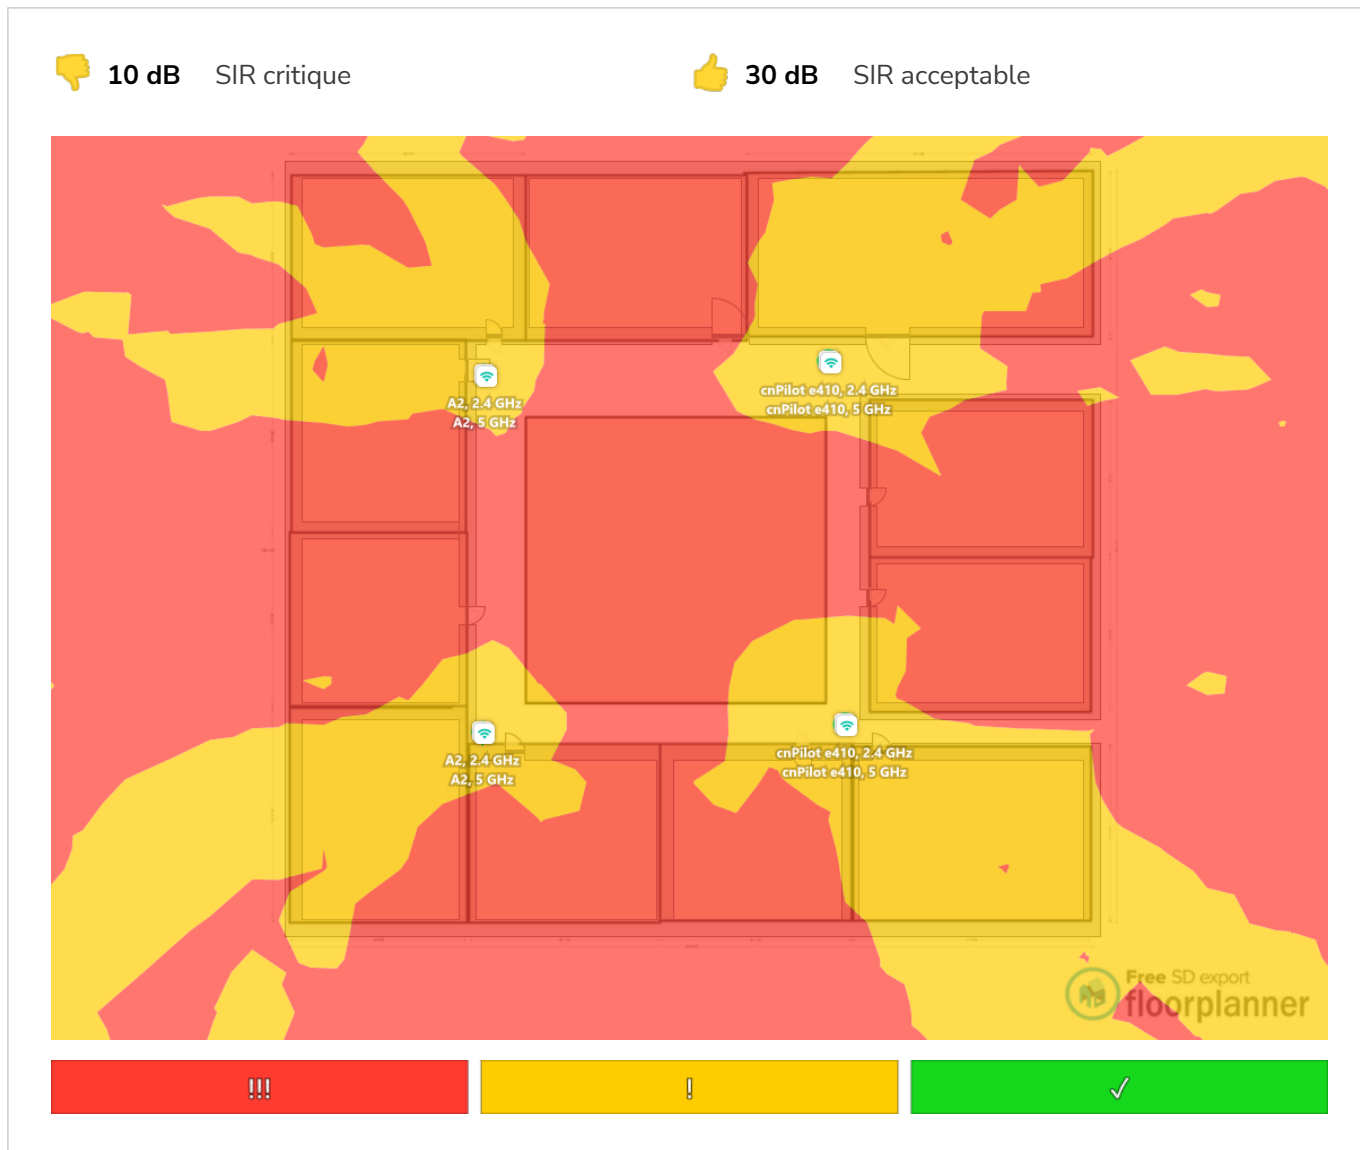 10 dB SIR critique
30 dB SIR acceptable
A2, 2.4 GHz
A2, 5 GHz
cnPilot e410, 2.4 GHz
cnPilot e410, 5 GHz
A2, 2.4 GHz
A2, 5 GHz
cnPilot e410, 2.4 GHz
cnPilot e410, 5 GHz
Free SD export
floorplanner
!!!
!
✓